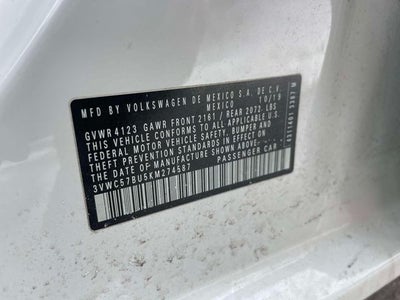 MFD BY VOLKSWAGEN DE MEXICO S.A. DE C.V.
MEXICO 10/19
GVWR 4123 GAWR FRONT 2161 / REAR 2072-LBS
THIS VEHICLE CONFORMS TO ALL APPLICABLE
FEDERAL MOTOR VEHICLE SAFETY, BUMPER AND
THEFT PREVENTION STANDARDS IN EFFECT ON
THE DATE OF MANUFACTURE SHOWN ABOVE
3VWC57BU5KM274587 PASSENGER CAR